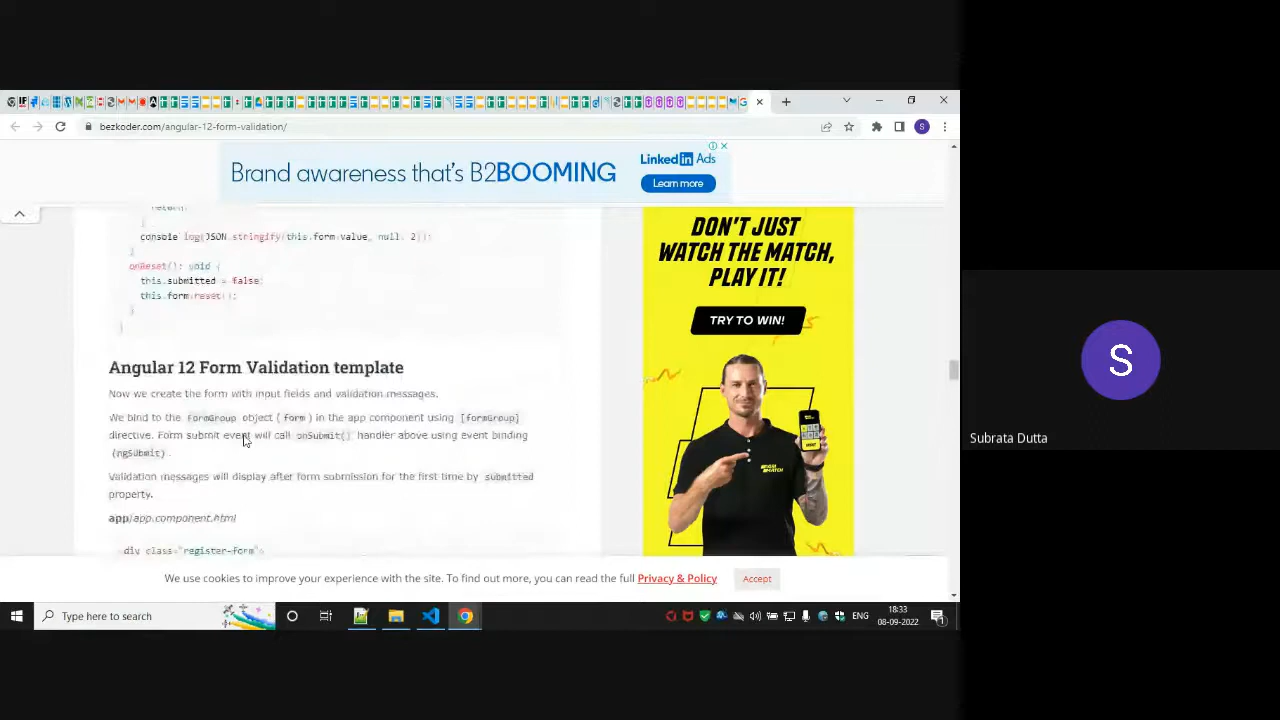 bezkoder.com/angular-12-form-validation/
Brand awareness that's B2BOOMING
Linked in Ads
Learn more
return;
}
console.log(JSON.stringify(this.form.value, null, 2));
}
onReset(): void {
this.submitted = false;
this.form.reset();
}
}
Angular 12 Form Validation template
Now we create the form with input fields and validation messages.
We bind to the formGroup object ( form ) in the app component using [formGroup]
directive. Form submit event will call onSubmit() handler above using event binding
(ngSubmit) .
Validation messages will display after form submission for the first time by submitted
property.
app/app.component.html
<div class="register-form">
DON'T JUST
WATCH THE MATCH,
PLAY IT!
TRY TO WIN!
We use cookies to improve your experience with the site. To find out more, you can read the full Privacy & Policy
Accept
Type here to search
ENG
18:33
08-09-2022
S
Subrata Dutta